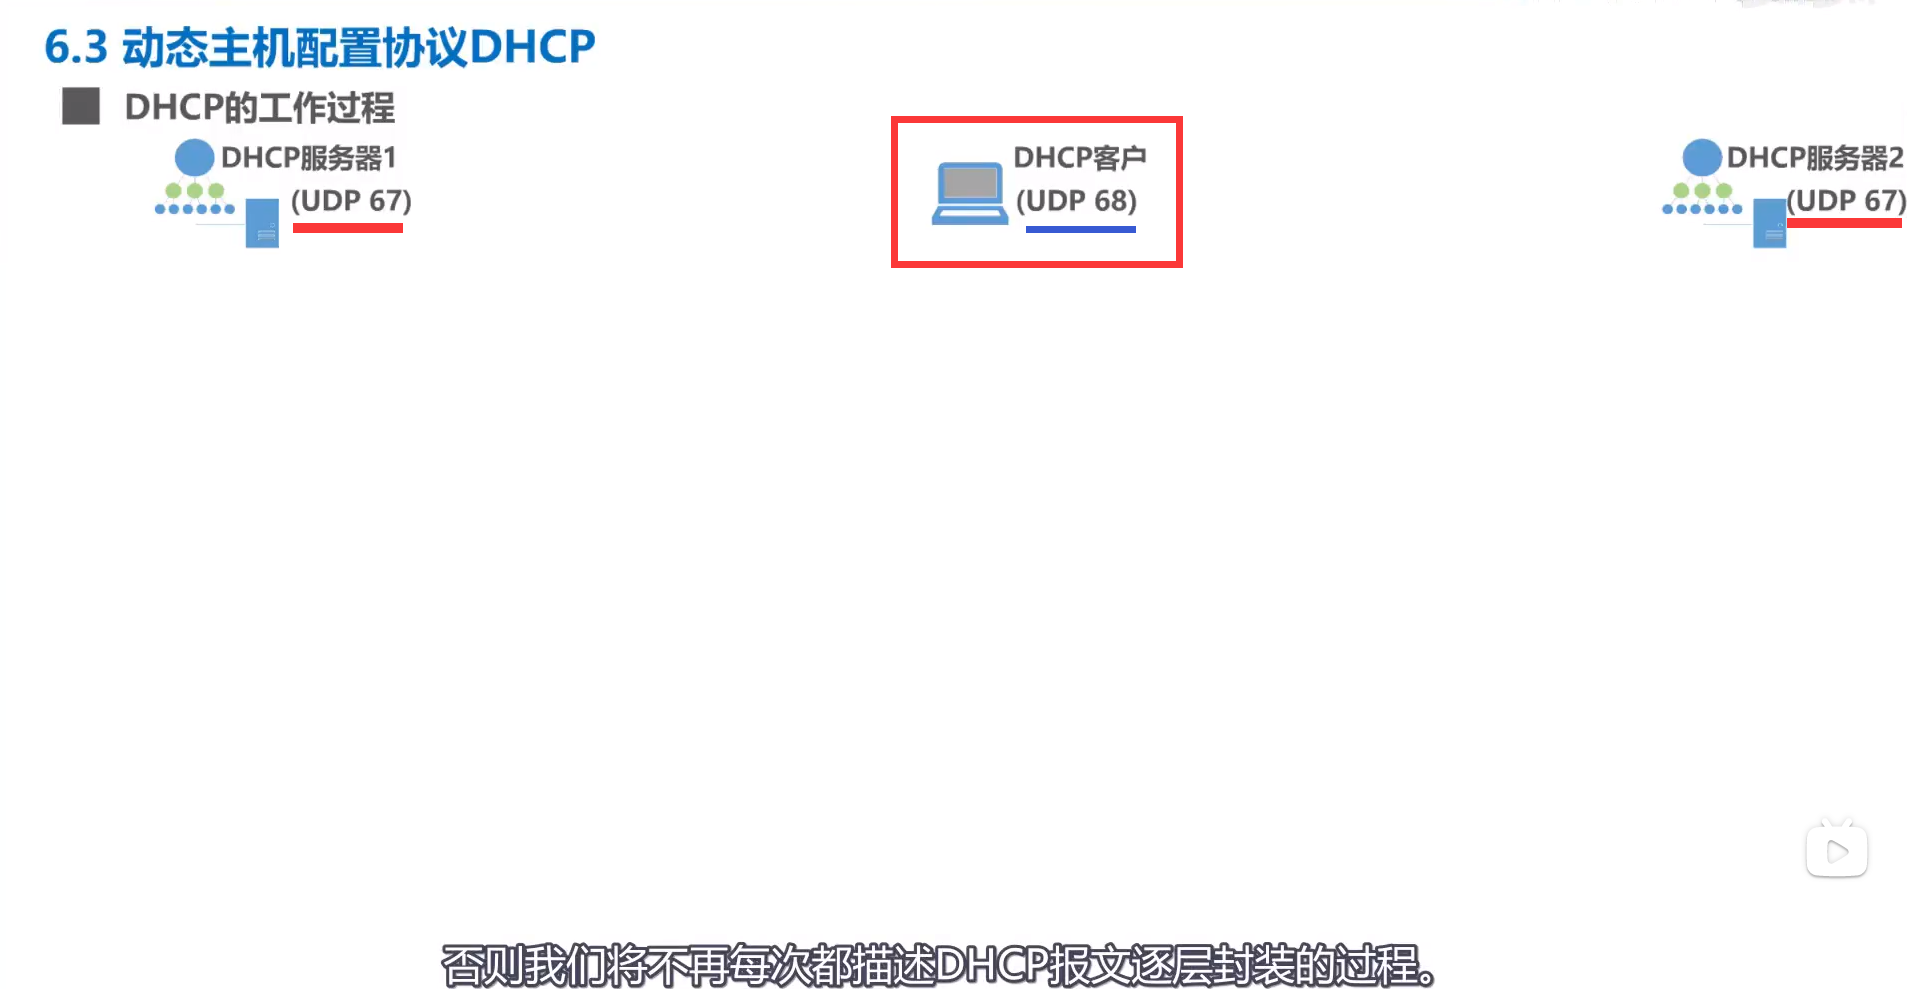 6.3 动态主机配置协议DHCP
DHCP的工作过程
DHCP服务器1
(UDP 67)
DHCP客户
(UDP 68)
DHCP服务器2
(UDP 67)
否则我们将不再每次都描述DHCP报文逐层封装的过程。